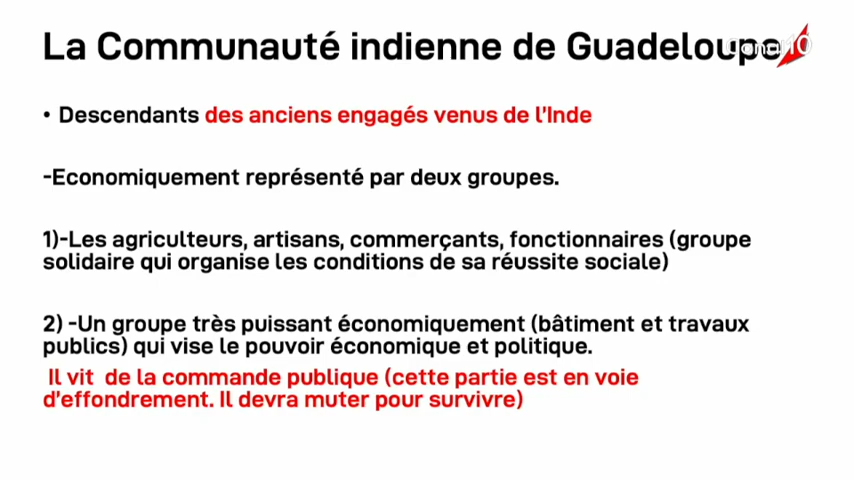 La Communauté indienne de Guadeloupe
Canal10
• Descendants des anciens engagés venus de l'Inde
-Economiquement représenté par deux groupes.
1)-Les agriculteurs, artisans, commerçants, fonctionnaires (groupe
solidaire qui organise les conditions de sa réussite sociale)
2) -Un groupe très puissant économiquement (bâtiment et travaux
publics) qui vise le pouvoir économique et politique.
Il vit de la commande publique (cette partie est en voie
d'effondrement. Il devra muter pour survivre)